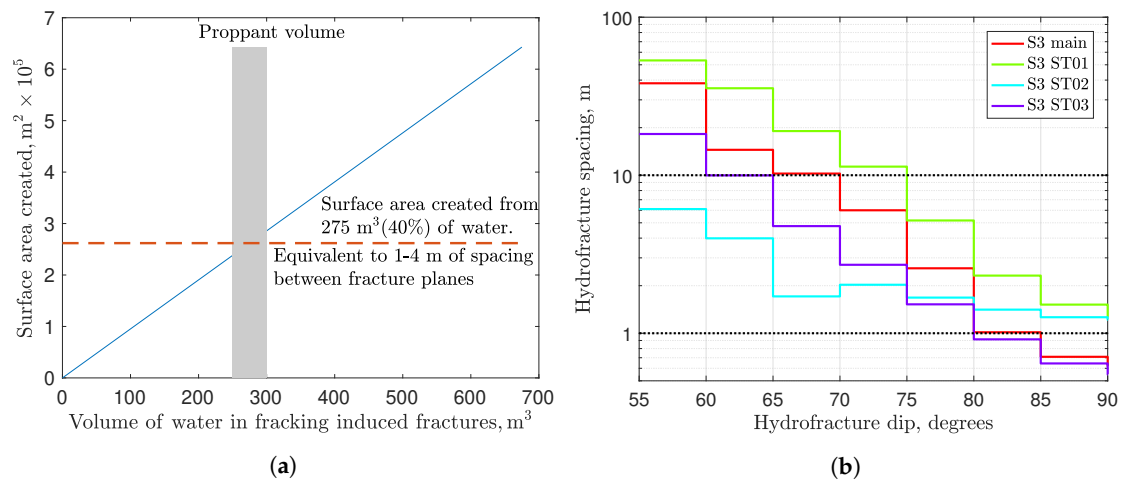 7
6
5
4
3
2
1
0
Surface area created, m² × 10⁵
Proppant volume
Surface area created from
275 m³(40%) of water.
Equivalent to 1-4 m of spacing
between fracture planes
0 100 200 300 400 500 600 700
Volume of water in fracking induced fractures, m³
(a)
100
10
1
Hydrofracture spacing, m
S3 main
S3 ST01
S3 ST02
S3 ST03
55 60 65 70 75 80 85 90
Hydrofracture dip, degrees
(b)